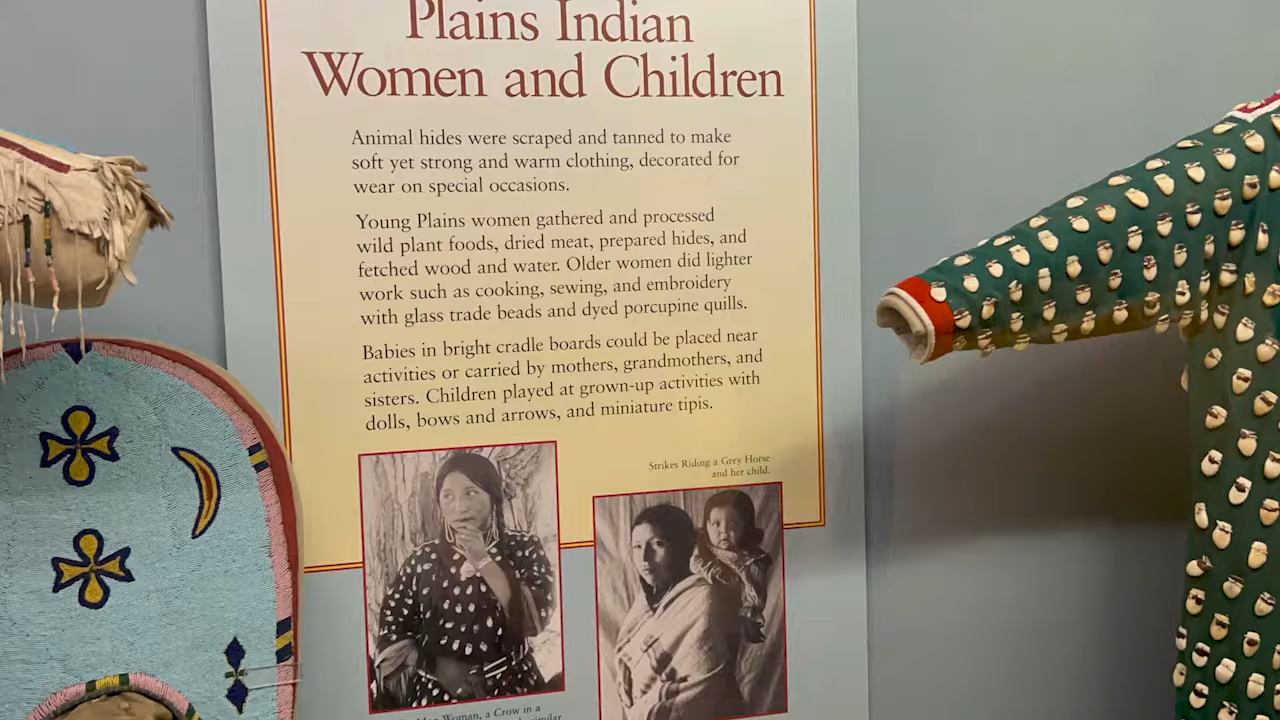 Plains Indian
Women and Children
Animal hides were scraped and tanned to make
soft yet strong and warm clothing, decorated for
wear on special occasions.
Young Plains women gathered and processed
wild plant foods, dried meat, prepared hides, and
fetched wood and water. Older women did lighter
work such as cooking, sewing, and embroidery
with glass trade beads and dyed porcupine quills.
Babies in bright cradle boards could be placed near
activities or carried by mothers, grandmothers, and
sisters. Children played at grown-up activities with
dolls, bows and arrows, and miniature tipis.
Strikes Riding a Grey Horse
and her child.
Woman, a Crow in a
similar